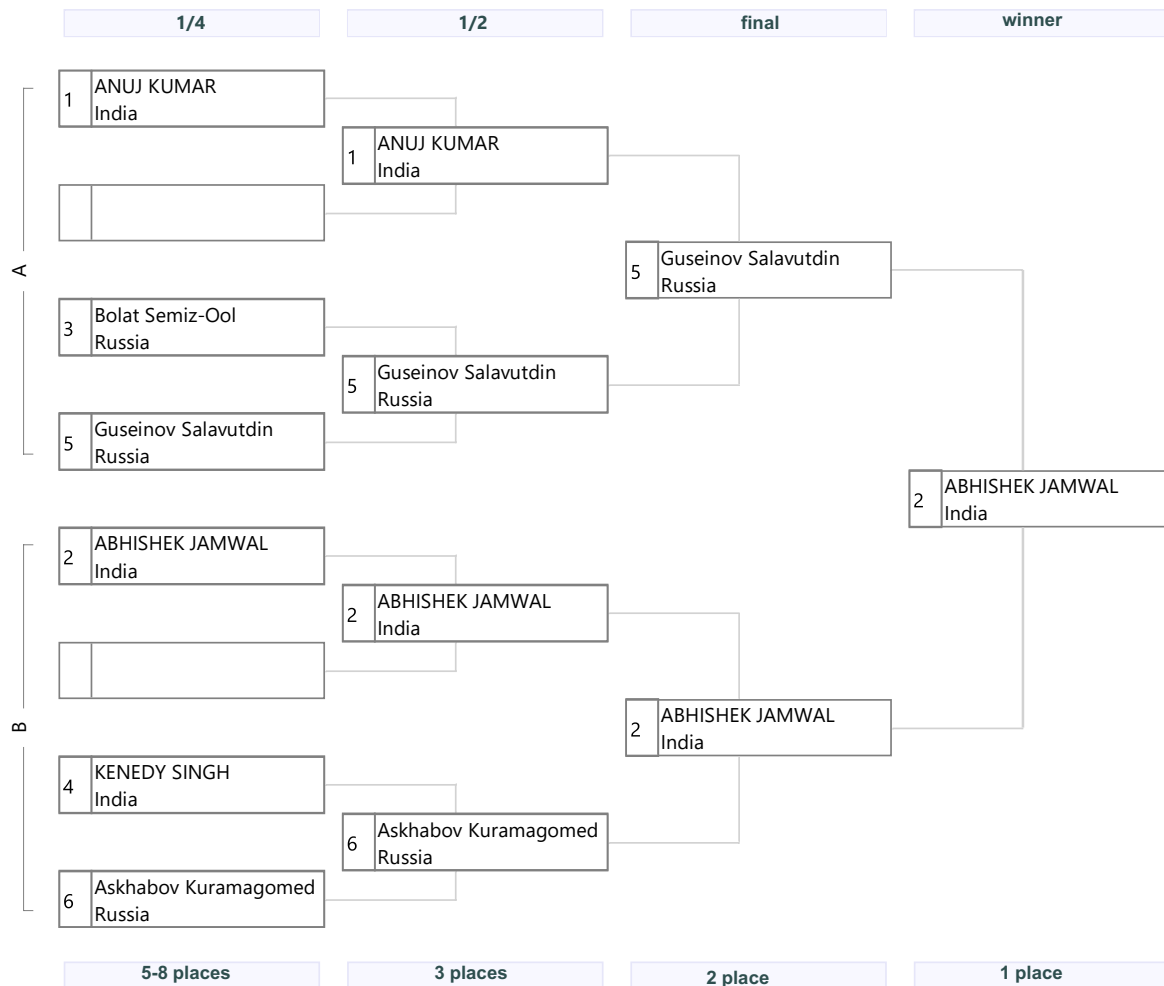 1/4
1/2
final
winner
A
1
ANUJ KUMAR
India
3
Bolat Semiz-Ool
Russia
5
Guseinov Salavutdin
Russia
B
2
ABHISHEK JAMWAL
India
4
KENEDY SINGH
India
6
Askhabov Kuramagomed
Russia
1
ANUJ KUMAR
India
5
Guseinov Salavutdin
Russia
2
ABHISHEK JAMWAL
India
6
Askhabov Kuramagomed
Russia
5
Guseinov Salavutdin
Russia
2
ABHISHEK JAMWAL
India
2
ABHISHEK JAMWAL
India
5-8 places
3 places
2 place
1 place